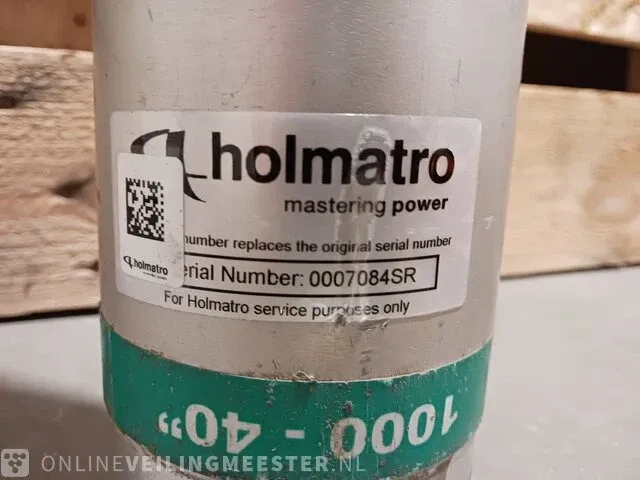 holmatro
mastering power
number replaces the original serial number
erial Number: 0007084SR
holmatro
For Holmatro service purposes only
1000 - 40"
ONLINEVEILINGMEESTER.NL